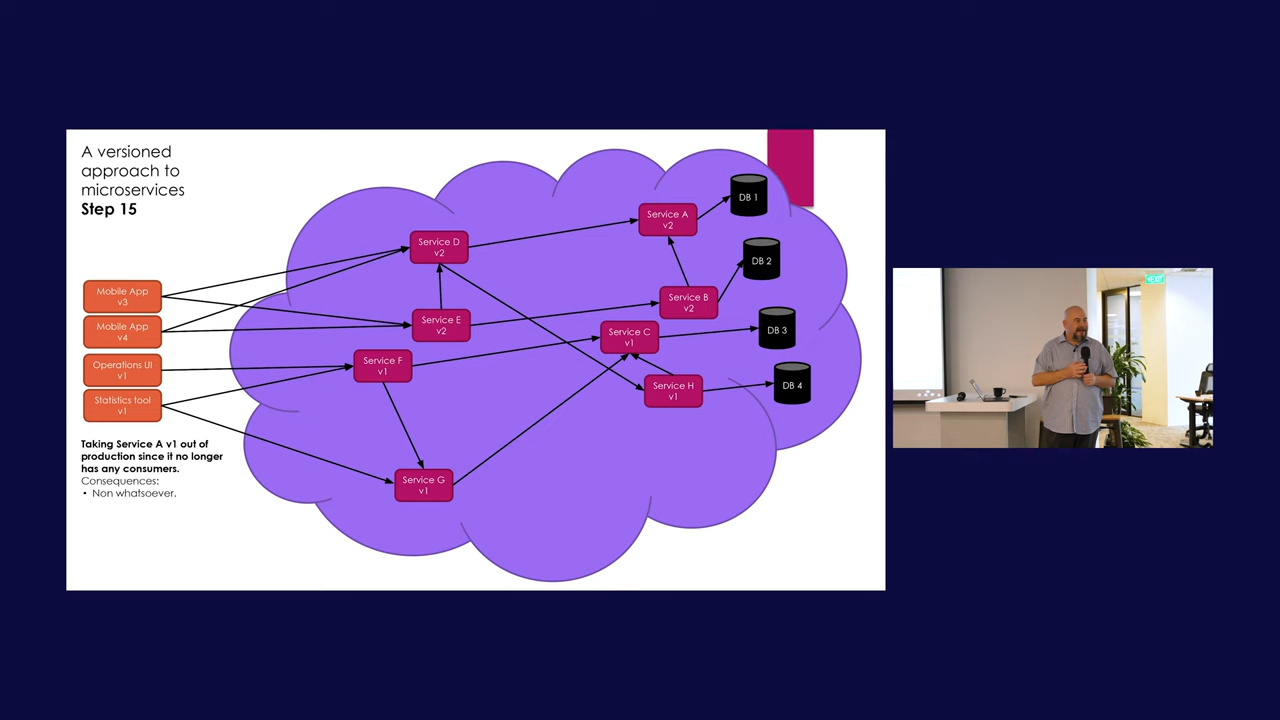 A versioned
approach to
microservices
Step 15
Mobile App
v3
Mobile App
v4
Operations UI
v1
Statistics tool
v1
Taking Service A v1 out of
production since it no longer
has any consumers.
Consequences:
• Non whatsoever.
Service D
v2
Service E
v2
Service F
v1
Service G
v1
Service A
v2
Service B
v2
Service C
v1
Service H
v1
DB 1
DB 2
DB 3
DB 4
EXIT